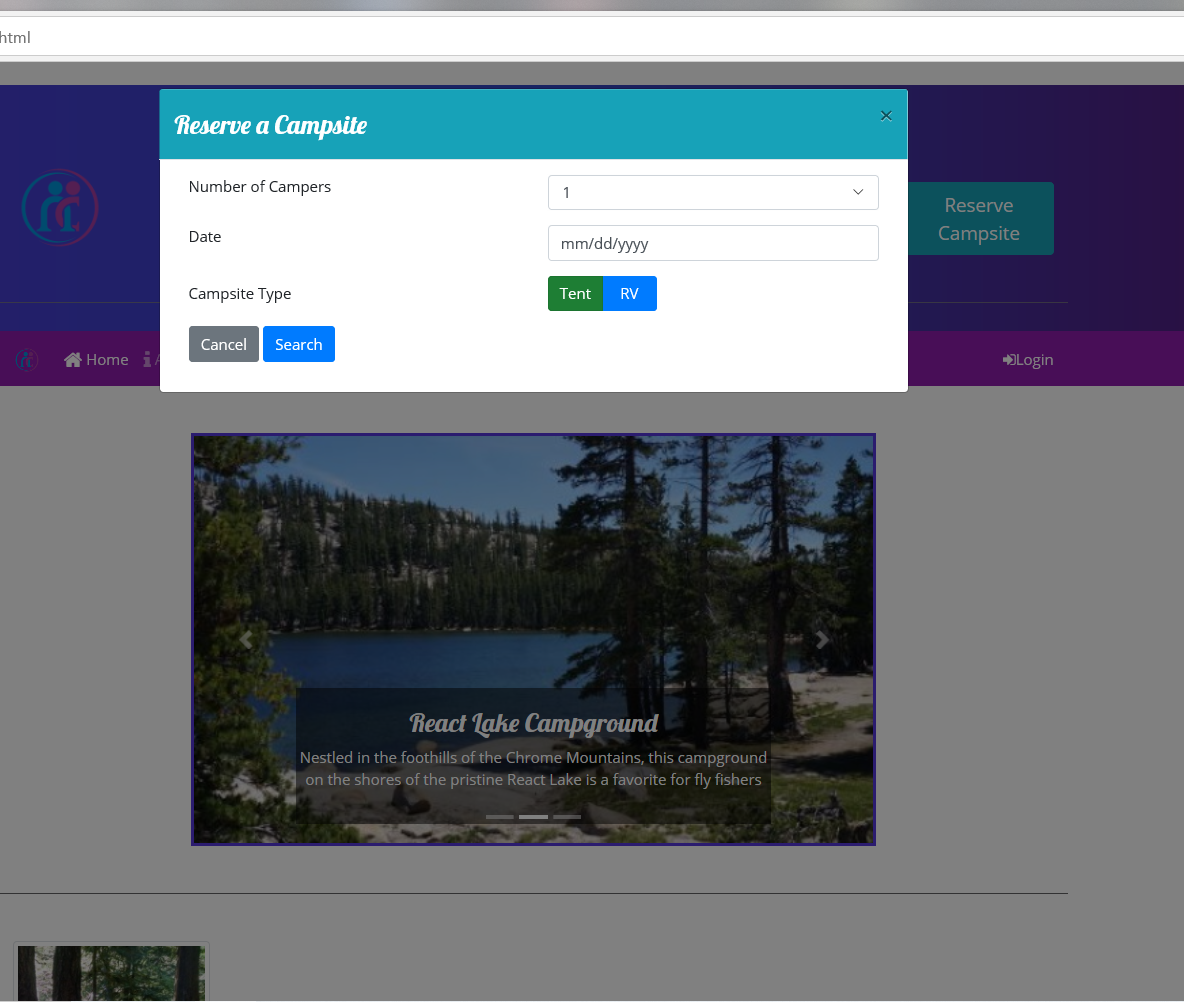 html
Reserve a Campsite
×
Number of Campers
1
Date
mm/dd/yyyy
Campsite Type
Tent
RV
Cancel
Search
Reserve
Campsite
Home
Login
React Lake Campground
Nestled in the foothills of the Chrome Mountains, this campground
on the shores of the pristine React Lake is a favorite for fly fishers